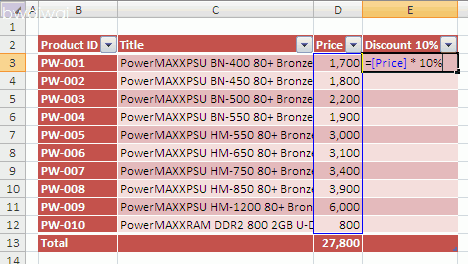 A B C D E
1
2 Product ID Title Price Discount 10%
3 PW-001 PowerMAXXPSU BN-400 80+ Bronze 1,700 =[Price] * 10%
4 PW-002 PowerMAXXPSU BN-450 80+ Bronze 1,800
5 PW-003 PowerMAXXPSU BN-500 80+ Bronze 2,200
6 PW-004 PowerMAXXPSU BN-550 80+ Bronze 1,900
7 PW-005 PowerMAXXPSU HM-550 80+ Bron 3,000
8 PW-006 PowerMAXXPSU HM-650 80+ Bron 3,100
9 PW-007 PowerMAXXPSU HM-750 80+ Bron 3,400
10 PW-008 PowerMAXXPSU HM-850 80+ Bron 3,900
11 PW-009 PowerMAXXPSU HM-1200 80+ Bro 6,000
12 PW-010 PowerMAXXRAM DDR2 800 2GB U-D 800
13 Total 27,800